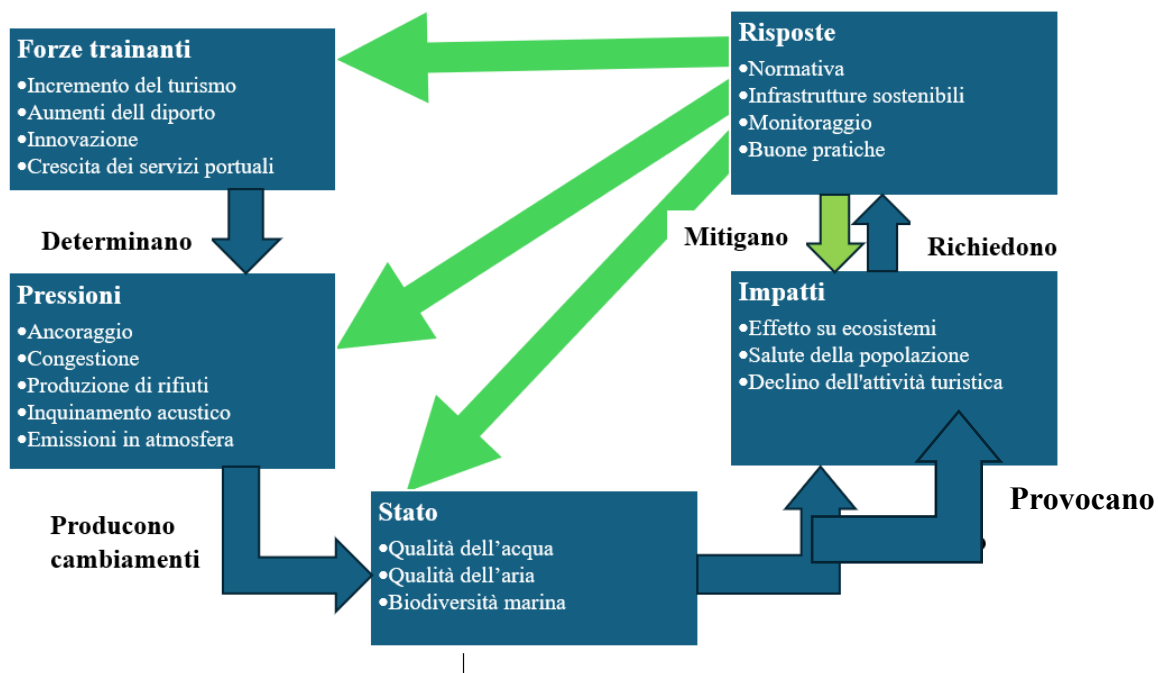 Forze trainanti
•Incremento del turismo
•Aumenti dell diporto
•Innovazione
•Crescita dei servizi portuali
Determinano
Pressioni
•Ancoraggio
•Congestione
•Produzione di rifiuti
•Inquinamento acustico
•Emissioni in atmosfera
Producono
cambiamenti
Stato
•Qualità dell’acqua
•Qualità dell’aria
•Biodiversità marina
Provocano
Impatti
•Effetto su ecosistemi
•Salute della popolazione
•Declino dell'attività turistica
Mitigano
Richiedono
Risposte
•Normativa
•Infrastrutture sostenibili
•Monitoraggio
•Buone pratiche